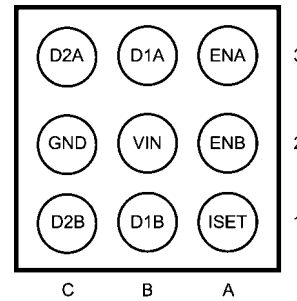 D2A D1A ENA 3
GND VIN ENB 2
D2B D1B ISET 1
C B A